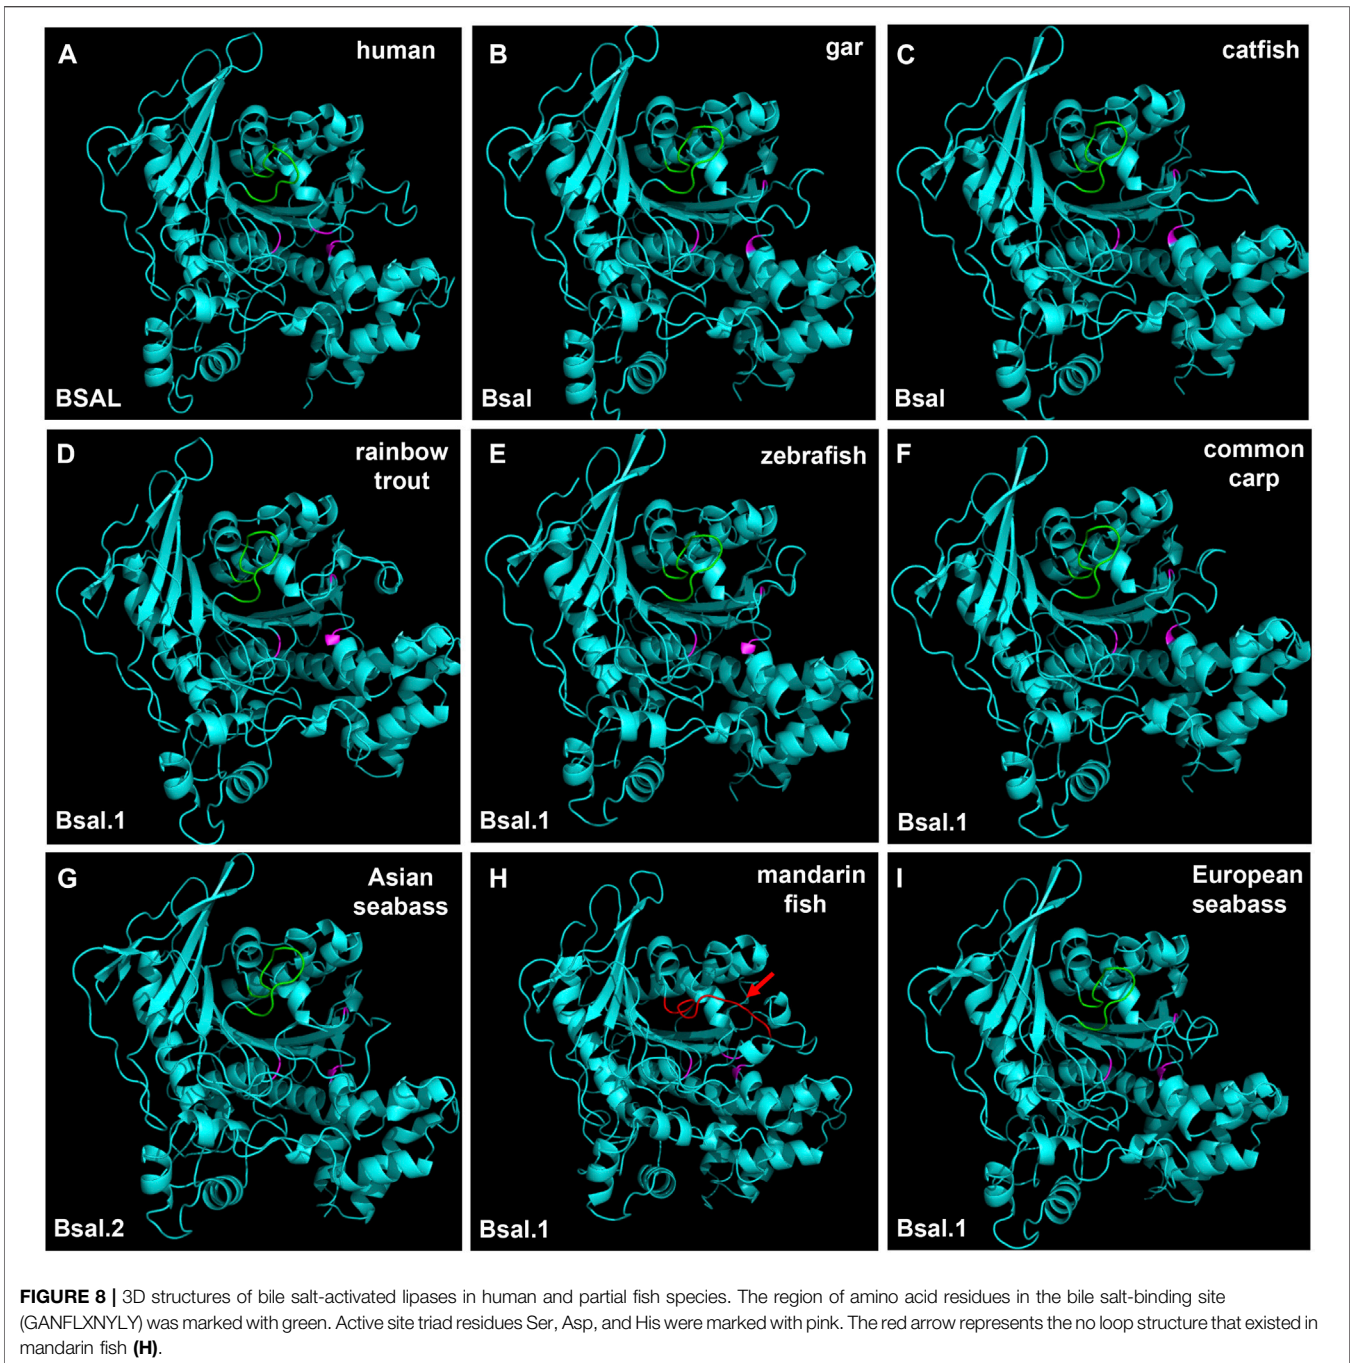 A
human
BSAL
B
gar
Bsal
C
catfish
Bsal
D
rainbow
trout
Bsal.1
E
zebrafish
Bsal.1
F
common
carp
Bsal.1
G
Asian
seabass
Bsal.2
H
mandarin
fish
Bsal.1
I
European
seabass
Bsal.1
FIGURE 8 | 3D structures of bile salt-activated lipases in human and partial fish species. The region of amino acid residues in the bile salt-binding site
(GANFLXNYLY) was marked with green. Active site triad residues Ser, Asp, and His were marked with pink. The red arrow represents the no loop structure that existed in
mandarin fish (H).